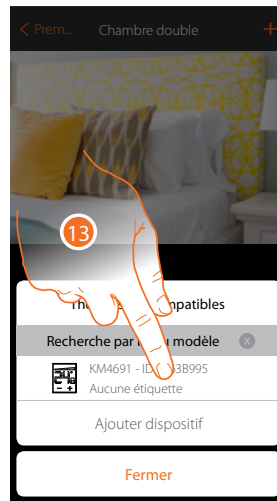 < Prem... Chambre double +
13
compatibles
Recherche par modèle X
KM4691 - ID 3B995
Aucune étiquette
Ajouter dispositif
Fermer